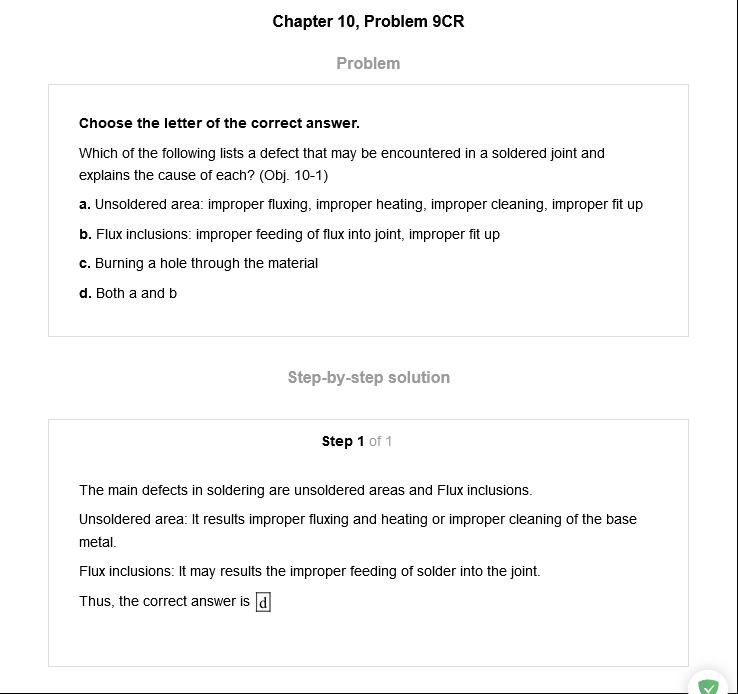 Chapter 10, Problem 9CR
Problem
Choose the letter of the correct answer.
Which of the following lists a defect that may be encountered in a soldered joint and
explains the cause of each? (Obj. 10-1)
a. Unsoldered area: improper fluxing, improper heating, improper cleaning, improper fit up
b. Flux inclusions: improper feeding of flux into joint, improper fit up
c. Burning a hole through the material
d. Both a and b
Step-by-step solution
Step 1 of 1
The main defects in soldering are unsoldered areas and Flux inclusions.
Unsoldered area: It results improper fluxing and heating or improper cleaning of the base
metal.
Flux inclusions: It may results the improper feeding of solder into the joint.
Thus, the correct answer is d